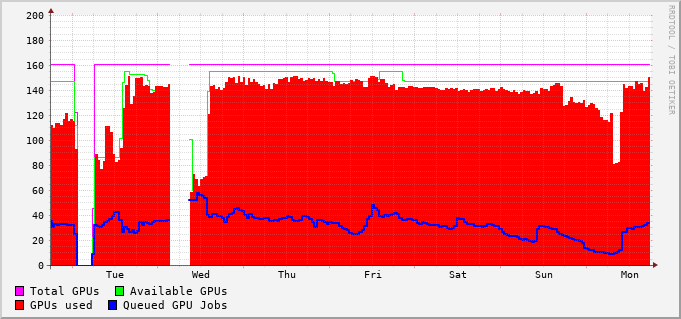 200
180
160
140
120
100
80
60
40
20
0
Tue Wed Thu Fri Sat Sun Mon
Total GPUs Available GPUs
GPUs used Queued GPU Jobs
RRDTOOL / TOBI OETIKER